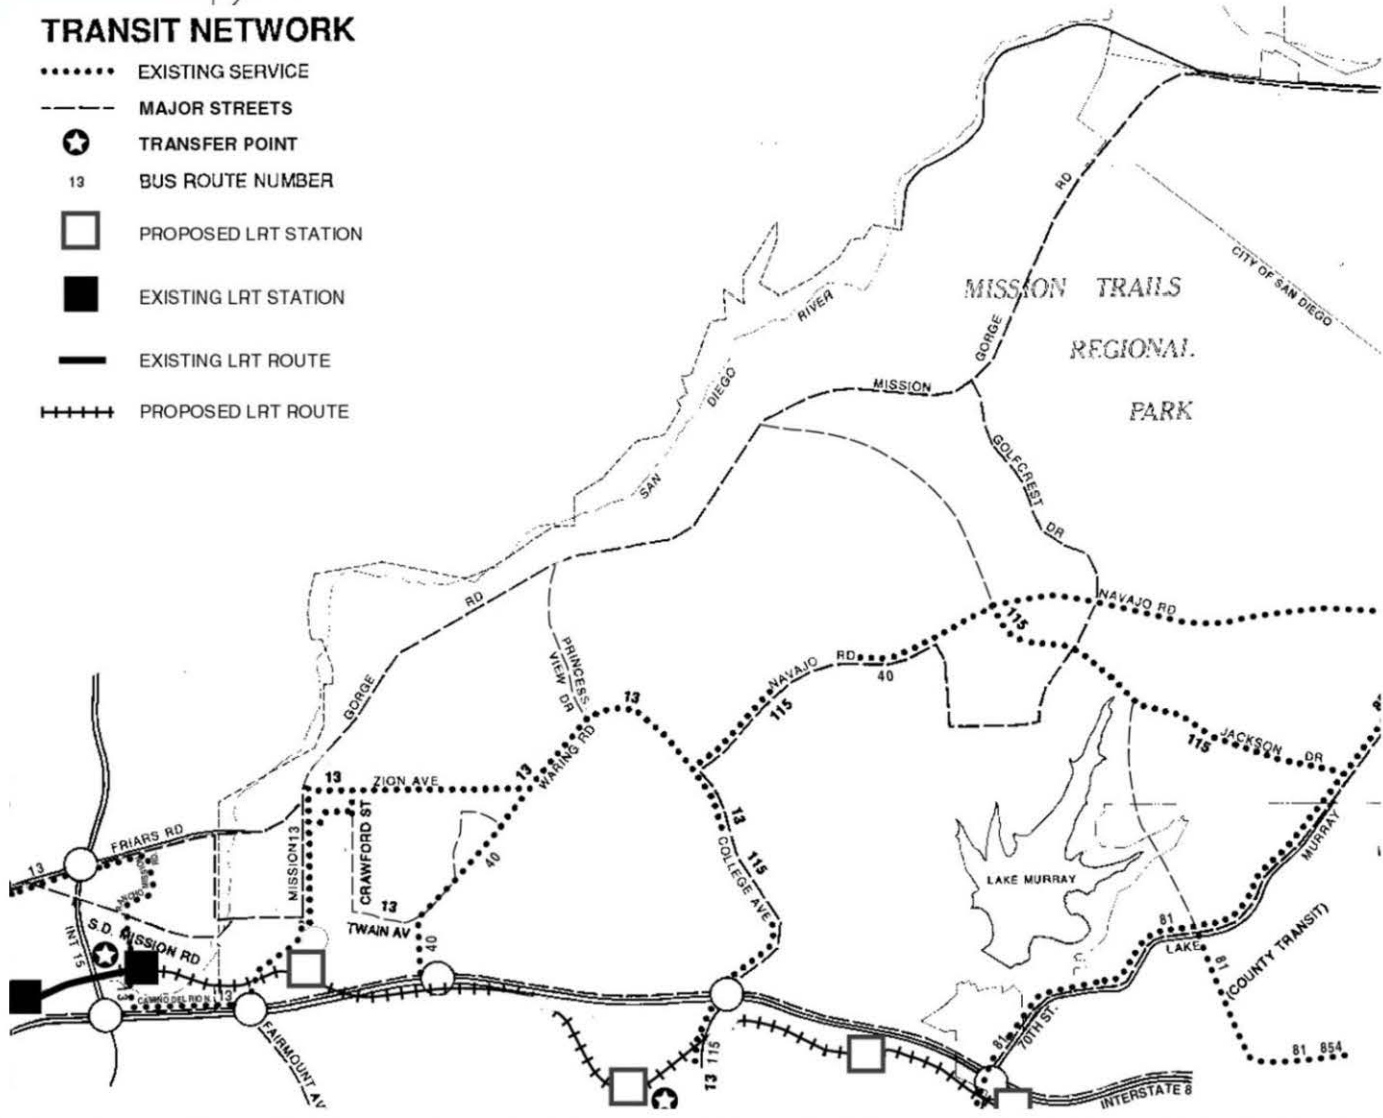 TRANSIT NETWORK
EXISTING SERVICE
MAJOR STREETS
TRANSFER POINT
13 BUS ROUTE NUMBER
PROPOSED LRT STATION
EXISTING LRT STATION
EXISTING LRT ROUTE
PROPOSED LRT ROUTE
RD
CITY OF SAN DIEGO
MISSION TRAILS
REGIONAL
PARK
RIVER
GORGE
DIEGO
MISSION
SAN
GOLFCREST
DR
RD
NAVAJO RD
115
PRINCESS
VIEW DR
NAVAJO RD
40
GORGE
13
115
WARING RD
JACKSON DR
115
13
ZION AVE
13
13
FRIARS RD
MISSION
13
CRAWFORD ST
40
COLLEGE AVE
115
MURRAY
13
LAKE MURRAY
13
TWAIN AV
40
S.D. MISSION RD
INT 15
81
LAKE
81
(COUNTY TRANSIT)
13
CAMINO DEL RIO N.
13
FAIRMOUNT AV
70TH ST.
81
115
13
81 854
INTERSTATE 8